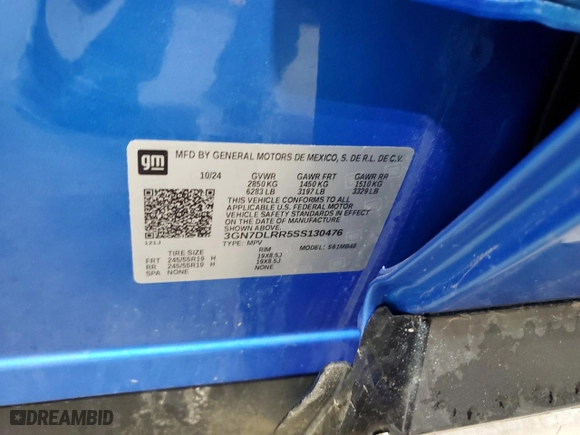 gm
MFD BY GENERAL MOTORS DE MEXICO, S. DE R.L. DE C.V.
10/24 GVWR GAWR FRT GAWR RR
2850 KG 1450 KG 1510 KG
6283 LB 3197 LB 3329 LB
THIS VEHICLE CONFORMS TO ALL
APPLICABLE U.S. FEDERAL MOTOR
VEHICLE SAFETY STANDARDS IN EFFECT
ON THE DATE OF MANUFACTURE
SHOWN ABOVE.
3GN7DLRR5SS130476
TYPE: MPV MODEL: S61MB48
TIRE SIZE RIM
FRT 245/55R19 H 19X8.5J
RR 245/55R19 H 19X8.5J
SPA NONE NONE
DREAMBID